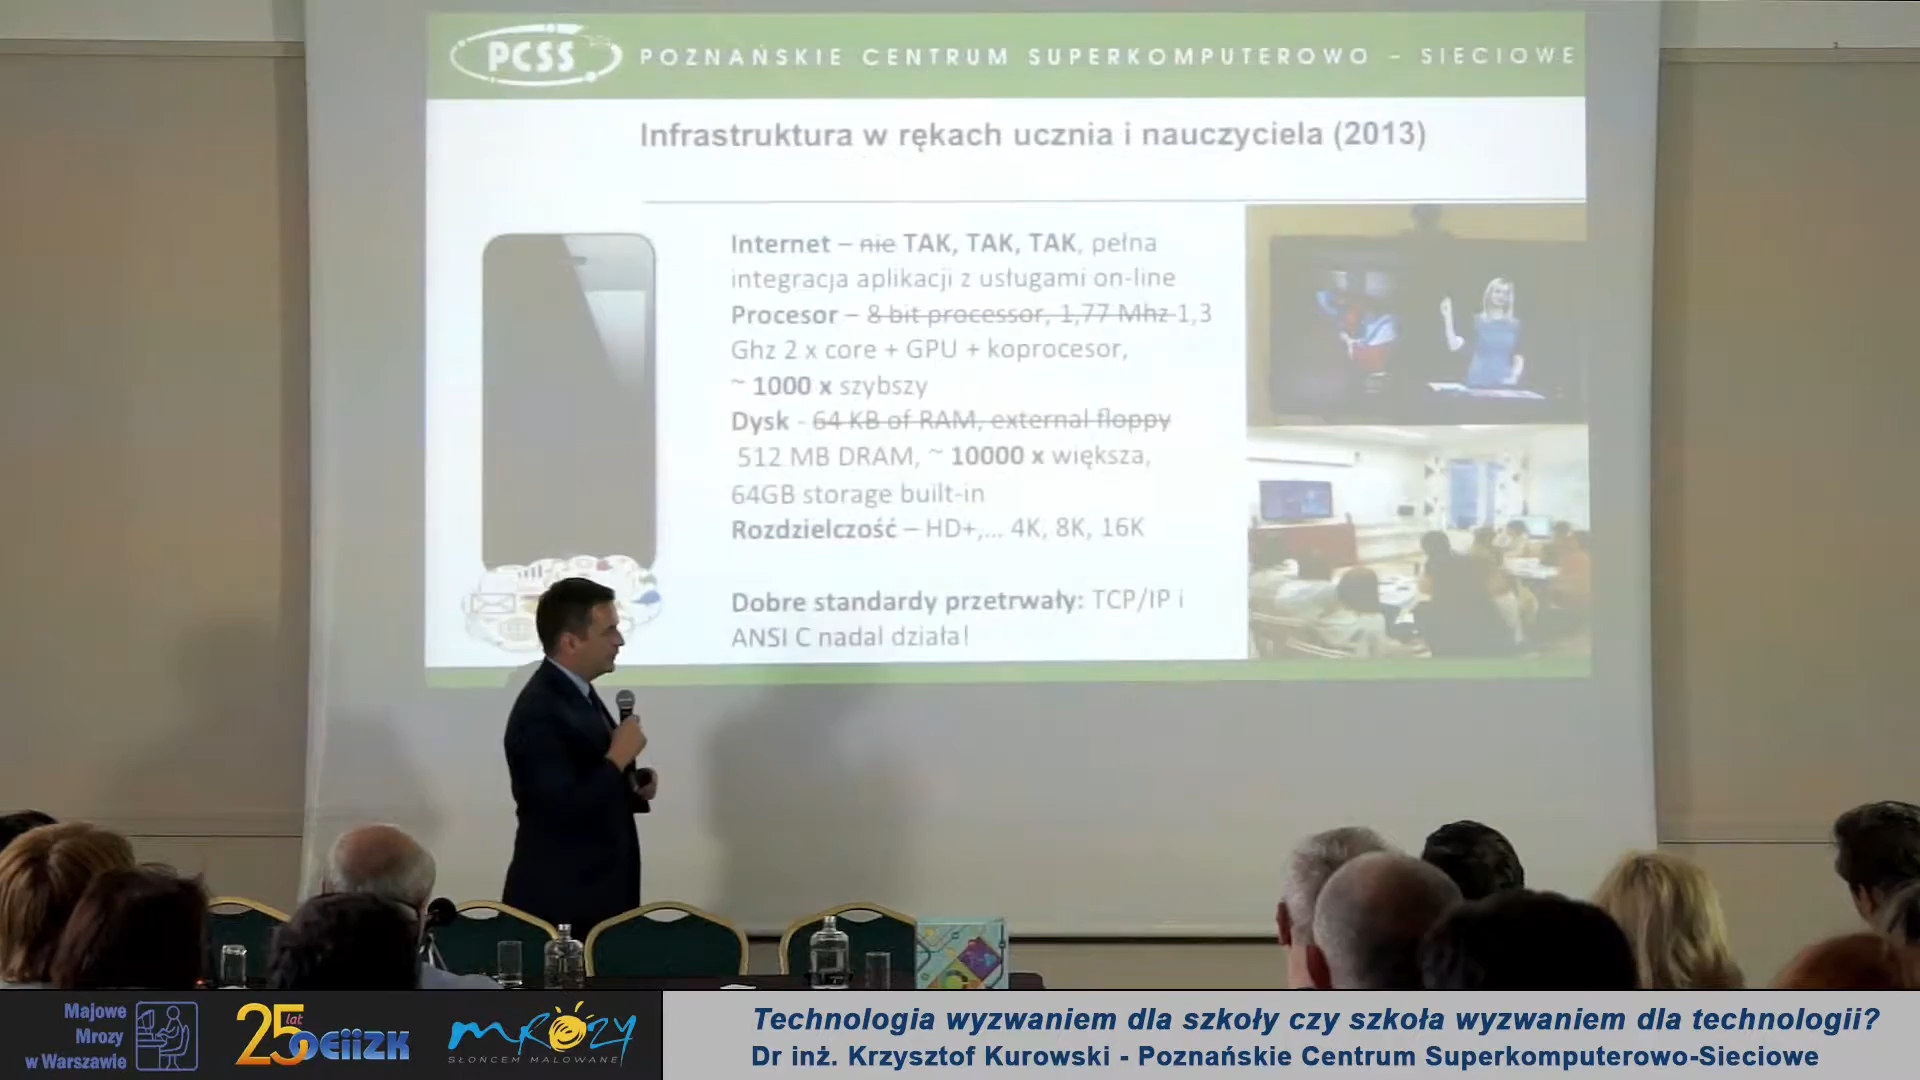 PCSS POZNAŃSKIE CENTRUM SUPERKOMPUTEROWO – SIECIOWE
Infrastruktura w rękach ucznia i nauczyciela (2013)
Internet – nie TAK, TAK, TAK, pełna
integracja aplikacji z usługami on-line
Procesor – 8 bit processor, 1,77 Mhz 1,3
Ghz 2 x core + GPU + koprocesor,
~ 1000 x szybszy
Dysk - 64 KB of RAM, external floppy
512 MB DRAM, ~ 10000 x większa,
64GB storage built-in
Rozdzielczość – HD+,... 4K, 8K, 16K
Dobre standardy przetrwały: TCP/IP i
ANSI C nadal działa!
Majowe
Mrozy
w Warszawie
25 lat OEIIZK
MROZY
SŁOŃCEM MALOWANE
Technologia wyzwaniem dla szkoły czy szkoła wyzwaniem dla technologii?
Dr inż. Krzysztof Kurowski - Poznańskie Centrum Superkomputerowo-Sieciowe